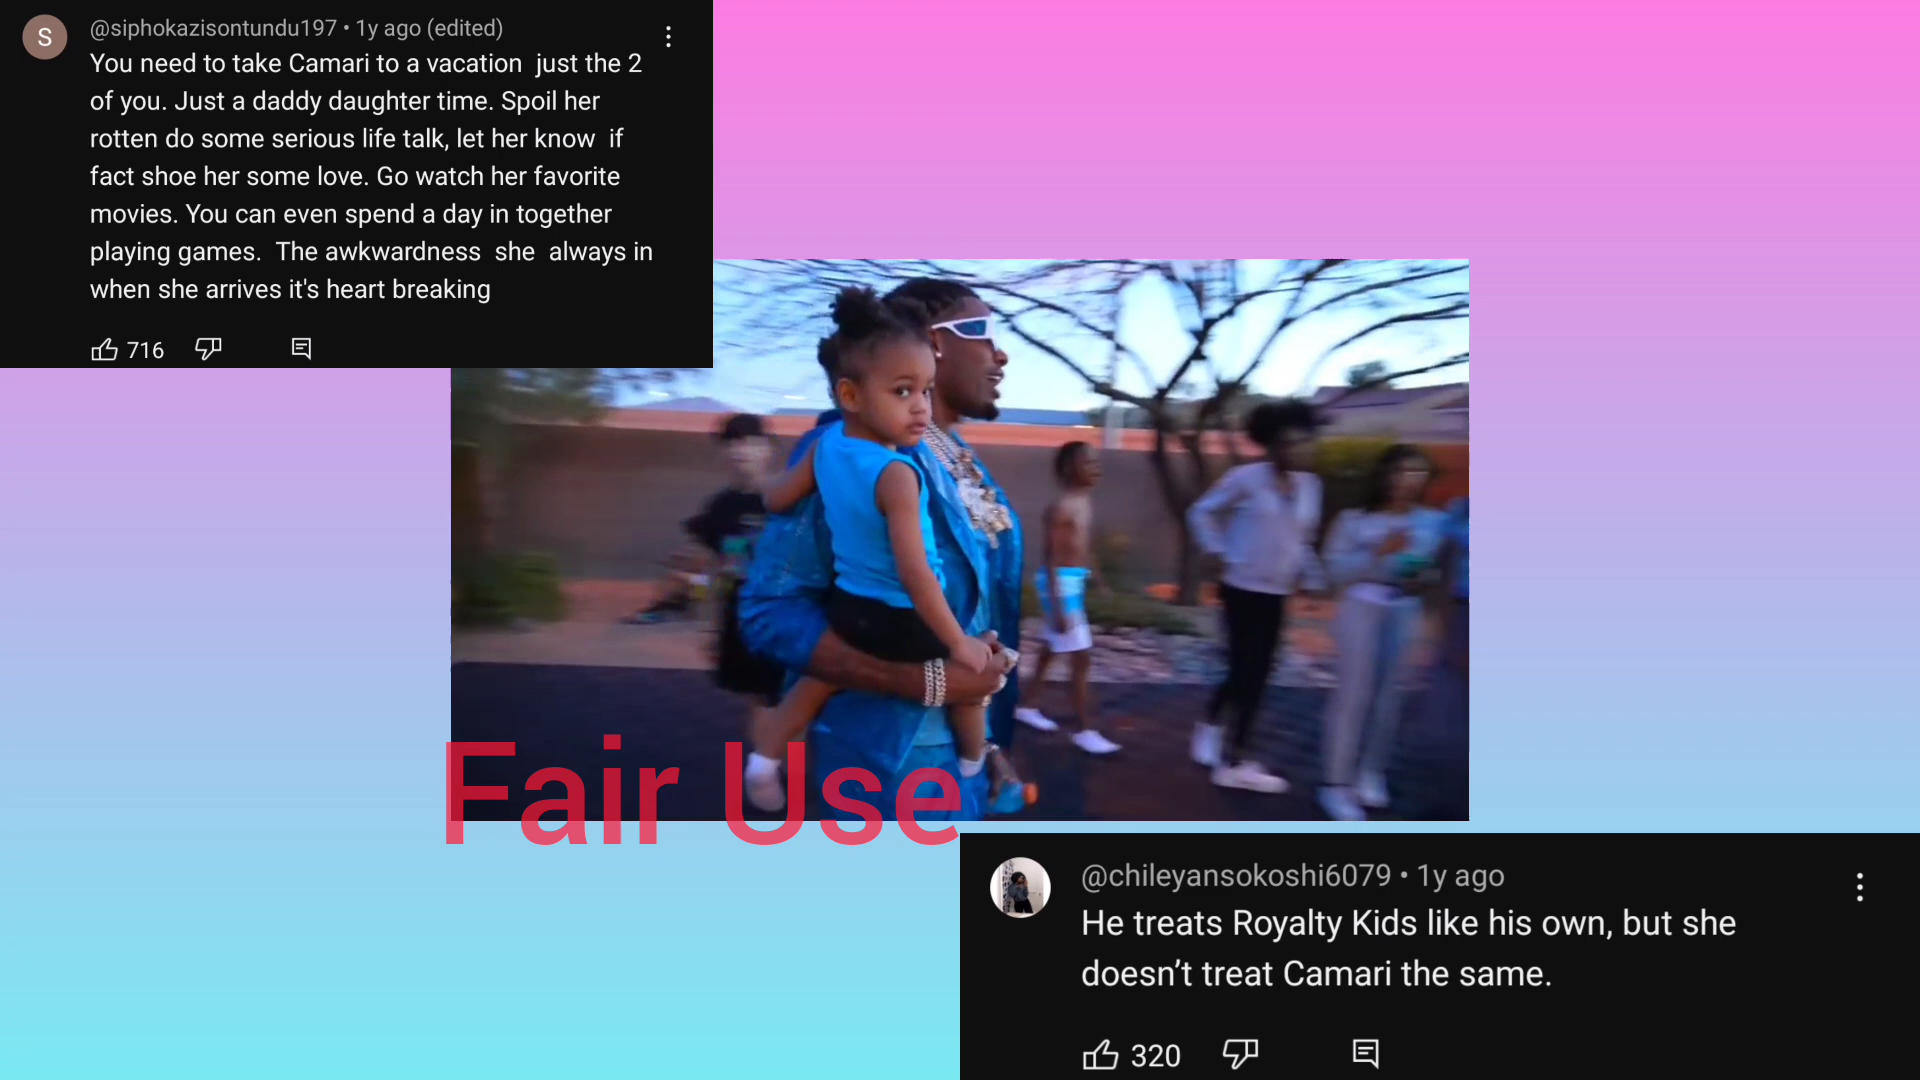 S
@siphokazisontundu197 • 1y ago (edited)
You need to take Camari to a vacation  just the 2
of you. Just a daddy daughter time. Spoil her
rotten do some serious life talk, let her know  if
fact shoe her some love. Go watch her favorite
movies. You can even spend a day in together
playing games.  The awkwardness  she  always in
when she arrives it's heart breaking
716
Fair Use
@chileyansokoshi6079 • 1y ago
He treats Royalty Kids like his own, but she
doesn’t treat Camari the same.
320